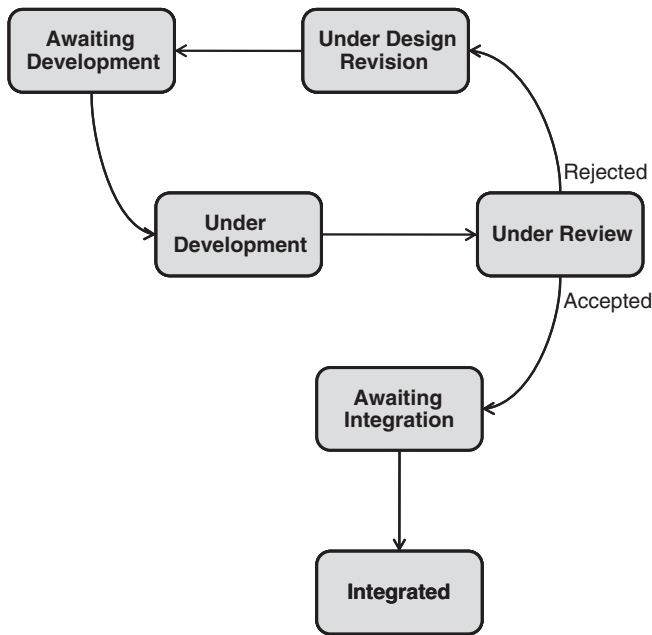 Awaiting
Development
Under Design
Revision
Rejected
Under
Development
Under Review
Accepted
Awaiting
Integration
Integrated